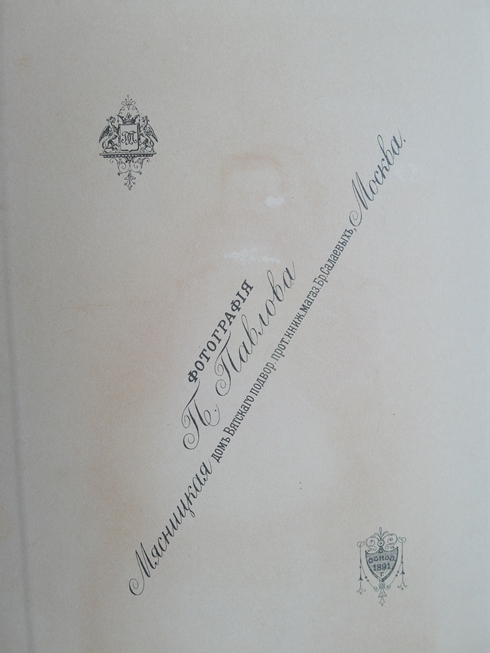 ФОТОГРАФІЯ
П. Павлова
Мясницкая домъ Вятскаго подвор. прот. книж. магаз. Бр. Салаевыхъ, Москва.
основ.
1891
г.